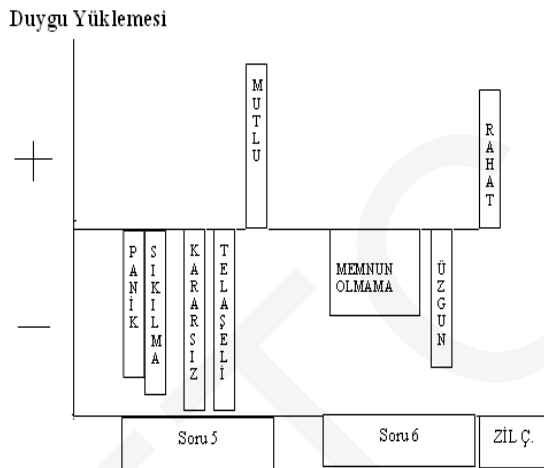 Duygu Yüklemesi
MUTLU
RAHAT
+
PANİK
SIKILMA
KARARSIZ
TELAŞELİ
MEMNUN
OLMAMA
ÜZGUN
—
Soru 5
Soru 6
ZİL Ç.